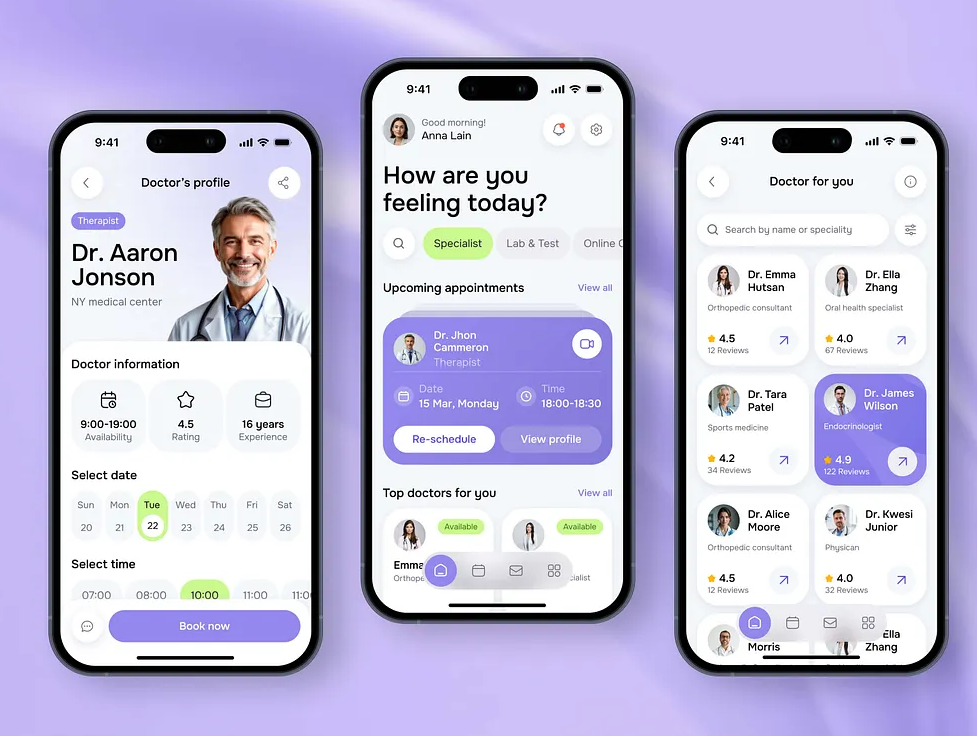 9:41
Doctor's profile
Therapist
Dr. Aaron
Jonson
NY medical center
Doctor information
9:00-19:00
Availability
4.5
Rating
16 years
Experience
Select date
Sun Mon Tue Wed Thu Fri Sat
20 21 22 23 24 25 26
Select time
07:00 08:00 10:00 11:00 11:0
Book now
9:41
Good morning!
Anna Lain
How are you
feeling today?
Specialist Lab & Test Online C
Upcoming appointments View all
Dr. Jhon
Cammeron
Therapist
Date
15 Mar, Monday
Time
18:00-18:30
Re-schedule View profile
Top doctors for you View all
Available Available
Emma
Orthope cialist
9:41
Doctor for you
Search by name or speciality
Dr. Emma
Hutsan
Orthopedic consultant
4.5
12 Reviews
Dr. Ella
Zhang
Oral health specialist
4.0
67 Reviews
Dr. Tara
Patel
Sports medicine
4.2
34 Reviews
Dr. James
Wilson
Endocrinologist
4.9
122 Reviews
Dr. Alice
Moore
Orthopedic consultant
4.5
12 Reviews
Dr. Kwesi
Junior
Physican
4.0
32 Reviews
Morris
Ella
Zhang